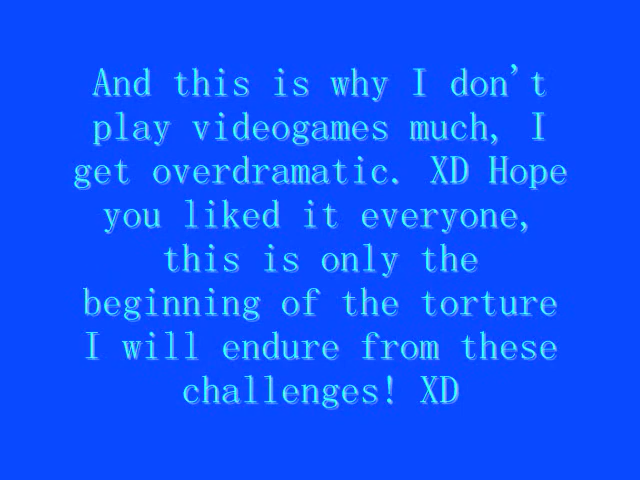 And this is why I don’t
play videogames much, I
get overdramatic. XD Hope
you liked it everyone,
this is only the
beginning of the torture
I will endure from these
challenges! XD